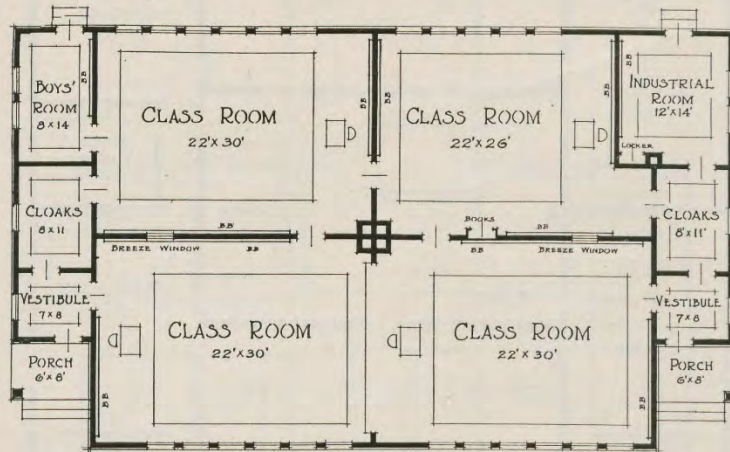 BOYS'
ROOM
8 X 14
B.B
CLASS ROOM
22' X 30'
B.B
B.B
CLASS ROOM
22' X 26'
B.B
INDUSTRIAL
ROOM
12' X 14'
LOCKER
CLOAKS
8 X 11
B.B
BREEZE WINDOW
B.B
BOOKS
B.B
B.B
BREEZE WINDOW
CLOAKS
8' X 11'
VESTIBULE
7 X 8
CLASS ROOM
22' X 30'
CLASS ROOM
22' X 30'
VESTIBULE
7 X 8
PORCH
6' X 8'
B.B
B.B
PORCH
6' X 8'